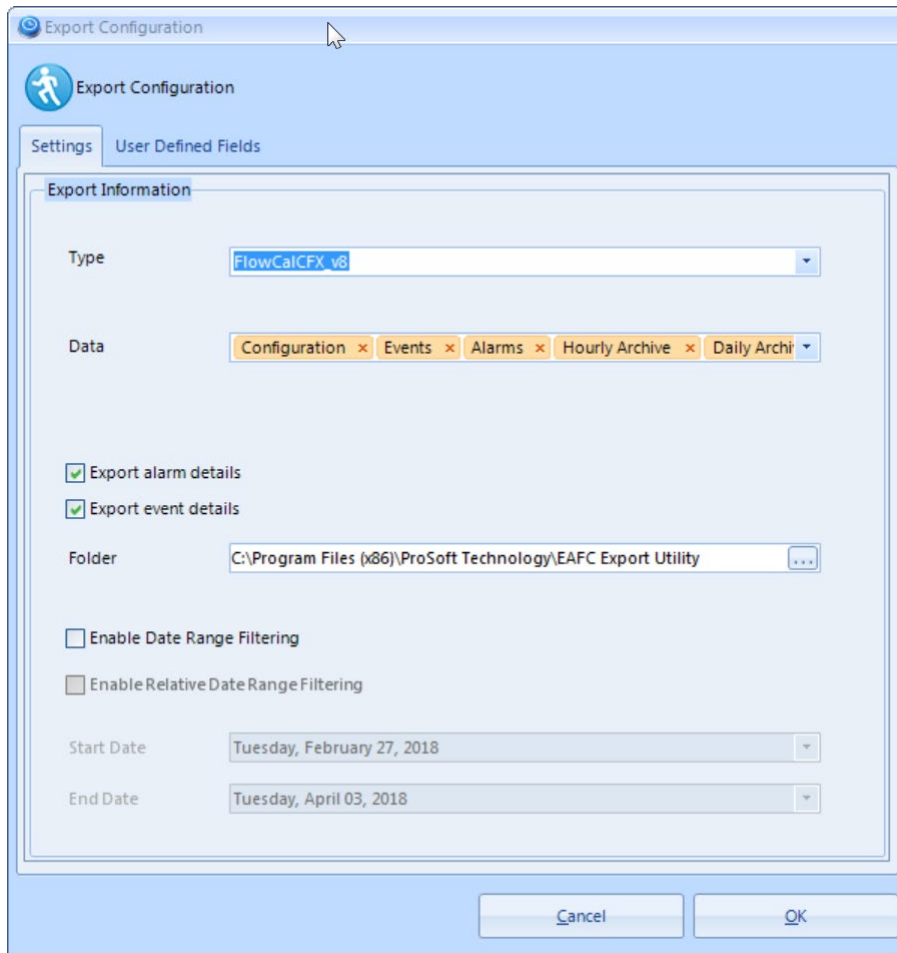 Export Configuration
Export Configuration
Settings User Defined Fields
Export Information
Type FlowCalCFX_v8
Data Configuration × Events × Alarms × Hourly Archive × Daily Archi
Export alarm details
Export event details
Folder C:\Program Files (x86)\ProSoft Technology\EAFC Export Utility ...
Enable Date Range Filtering
Enable Relative Date Range Filtering
Start Date Tuesday, February 27, 2018
End Date Tuesday, April 03, 2018
Cancel OK